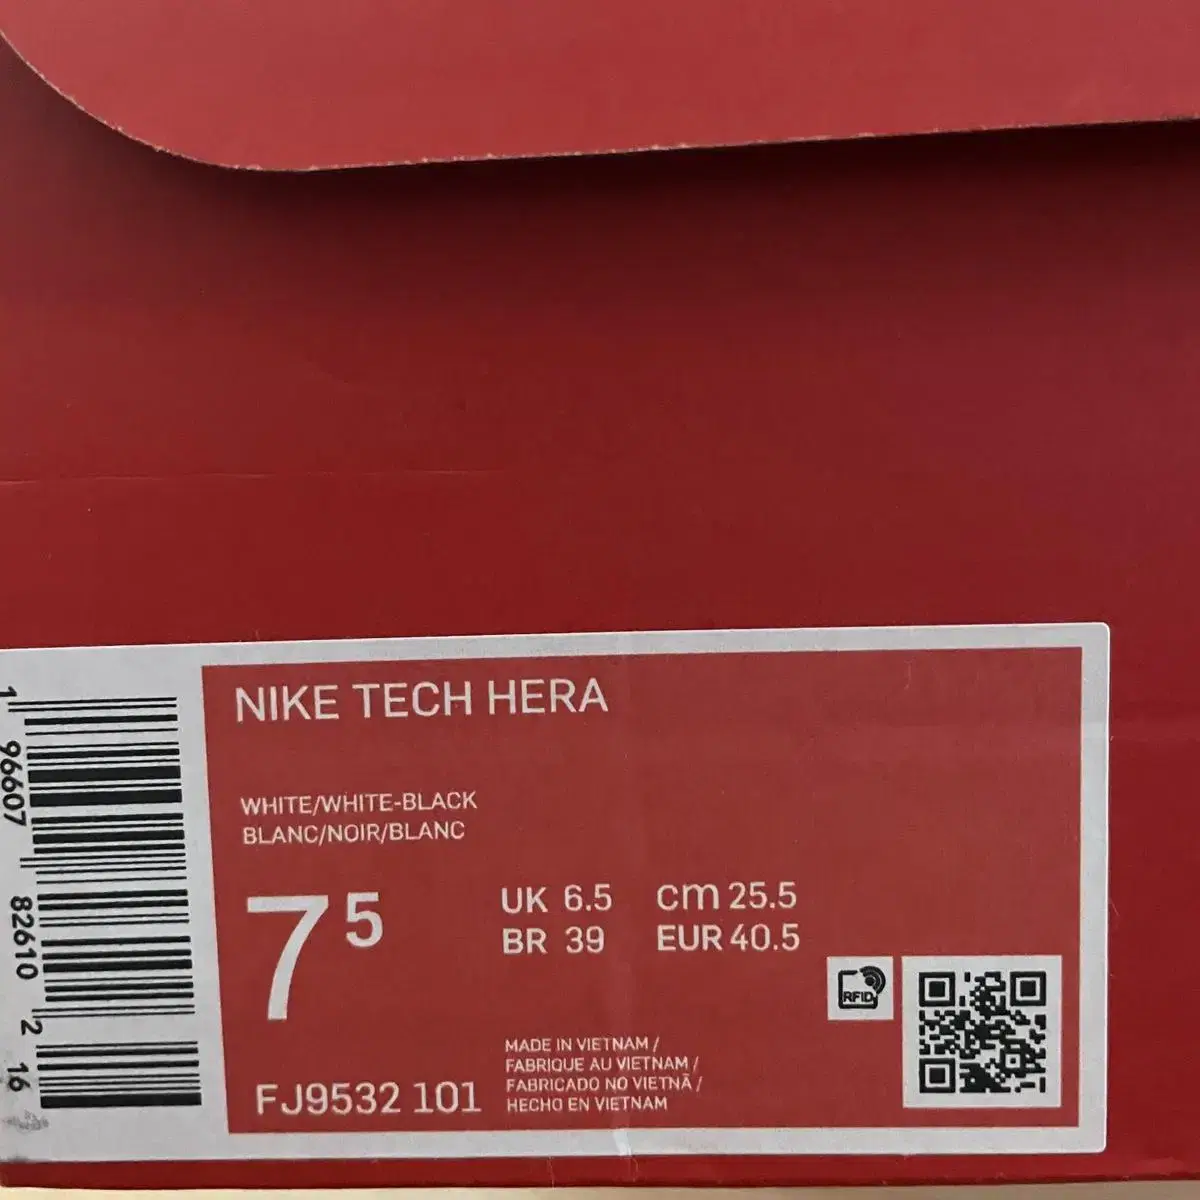 NIKE TECH HERA
WHITE/WHITE-BLACK
BLANC/NOIR/BLANC
7 5
UK 6.5 cm 25.5
BR 39 EUR 40.5
RFID
MADE IN VIETNAM /
FABRIQUE AU VIETNAM /
FABRICADO NO VIETNÃ /
HECHO EN VIETNAM
FJ9532 101
1 96607 82610 2 16